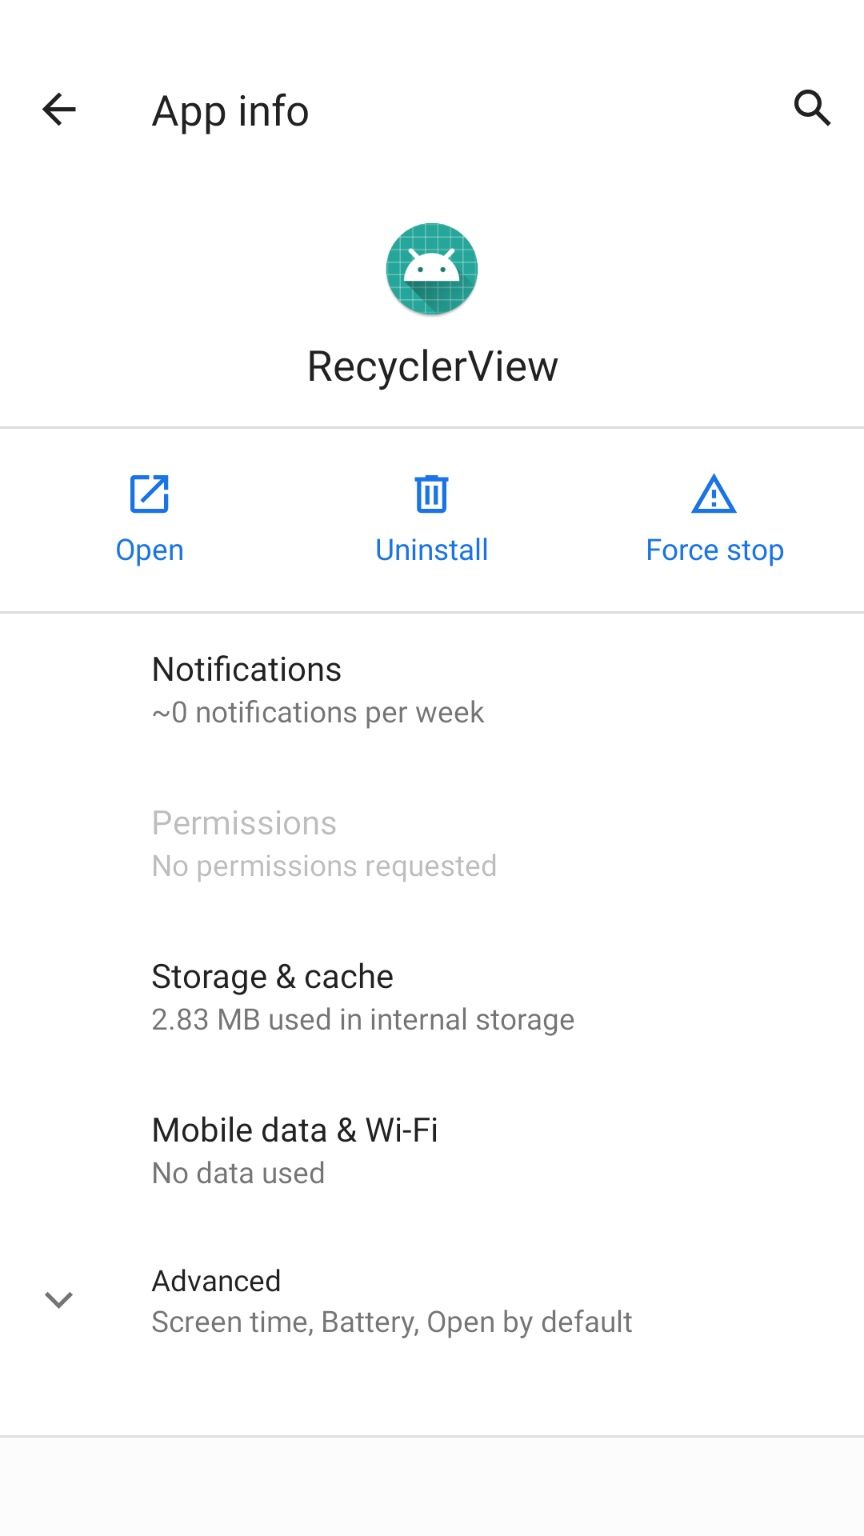 App info
RecyclerView
Open
Uninstall
Force stop
Notifications
~0 notifications per week
Permissions
No permissions requested
Storage & cache
2.83 MB used in internal storage
Mobile data & Wi-Fi
No data used
Advanced
Screen time, Battery, Open by default